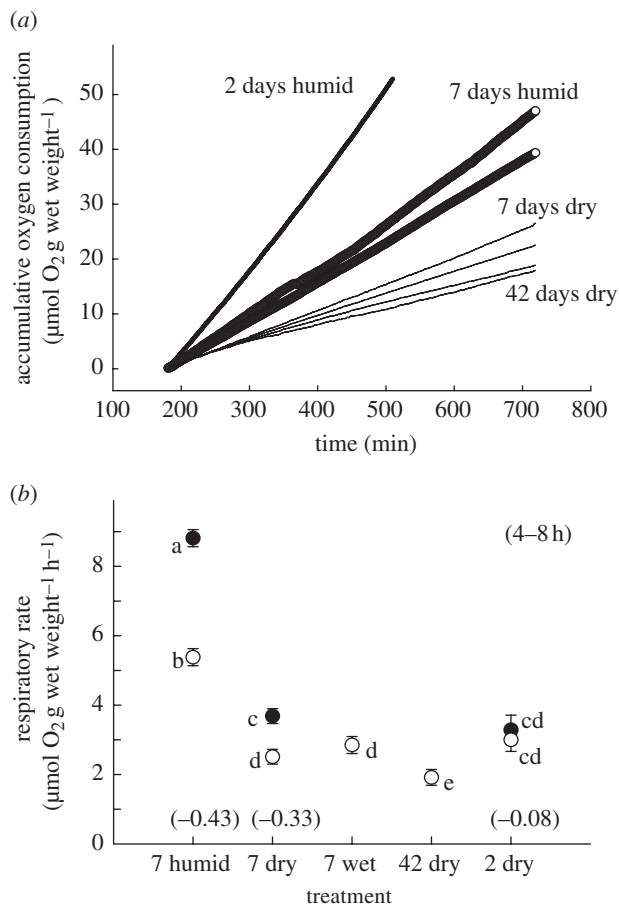 (a)
accumulative oxygen consumption
(µmol O₂ g wet weight⁻¹)
50
40
30
20
10
0
2 days humid
7 days humid
7 days dry
42 days dry
100 200 300 400 500 600 700 800
time (min)
(b)
respiratory rate
(µmol O₂ g wet weight⁻¹ h⁻¹)
8
6
4
2
0
(4–8 h)
a
b
c
d
d
e
cd
cd
(–0.43) (–0.33) (–0.08)
7 humid 7 dry 7 wet 42 dry 2 dry
treatment